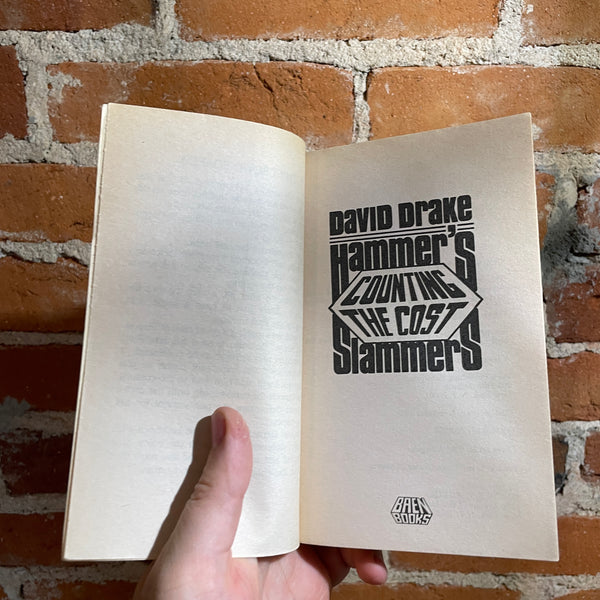 DAVID DRAKE
HAMMER'S
COUNTING
THE COST
SLAMMERS
BAEN
BOOKS